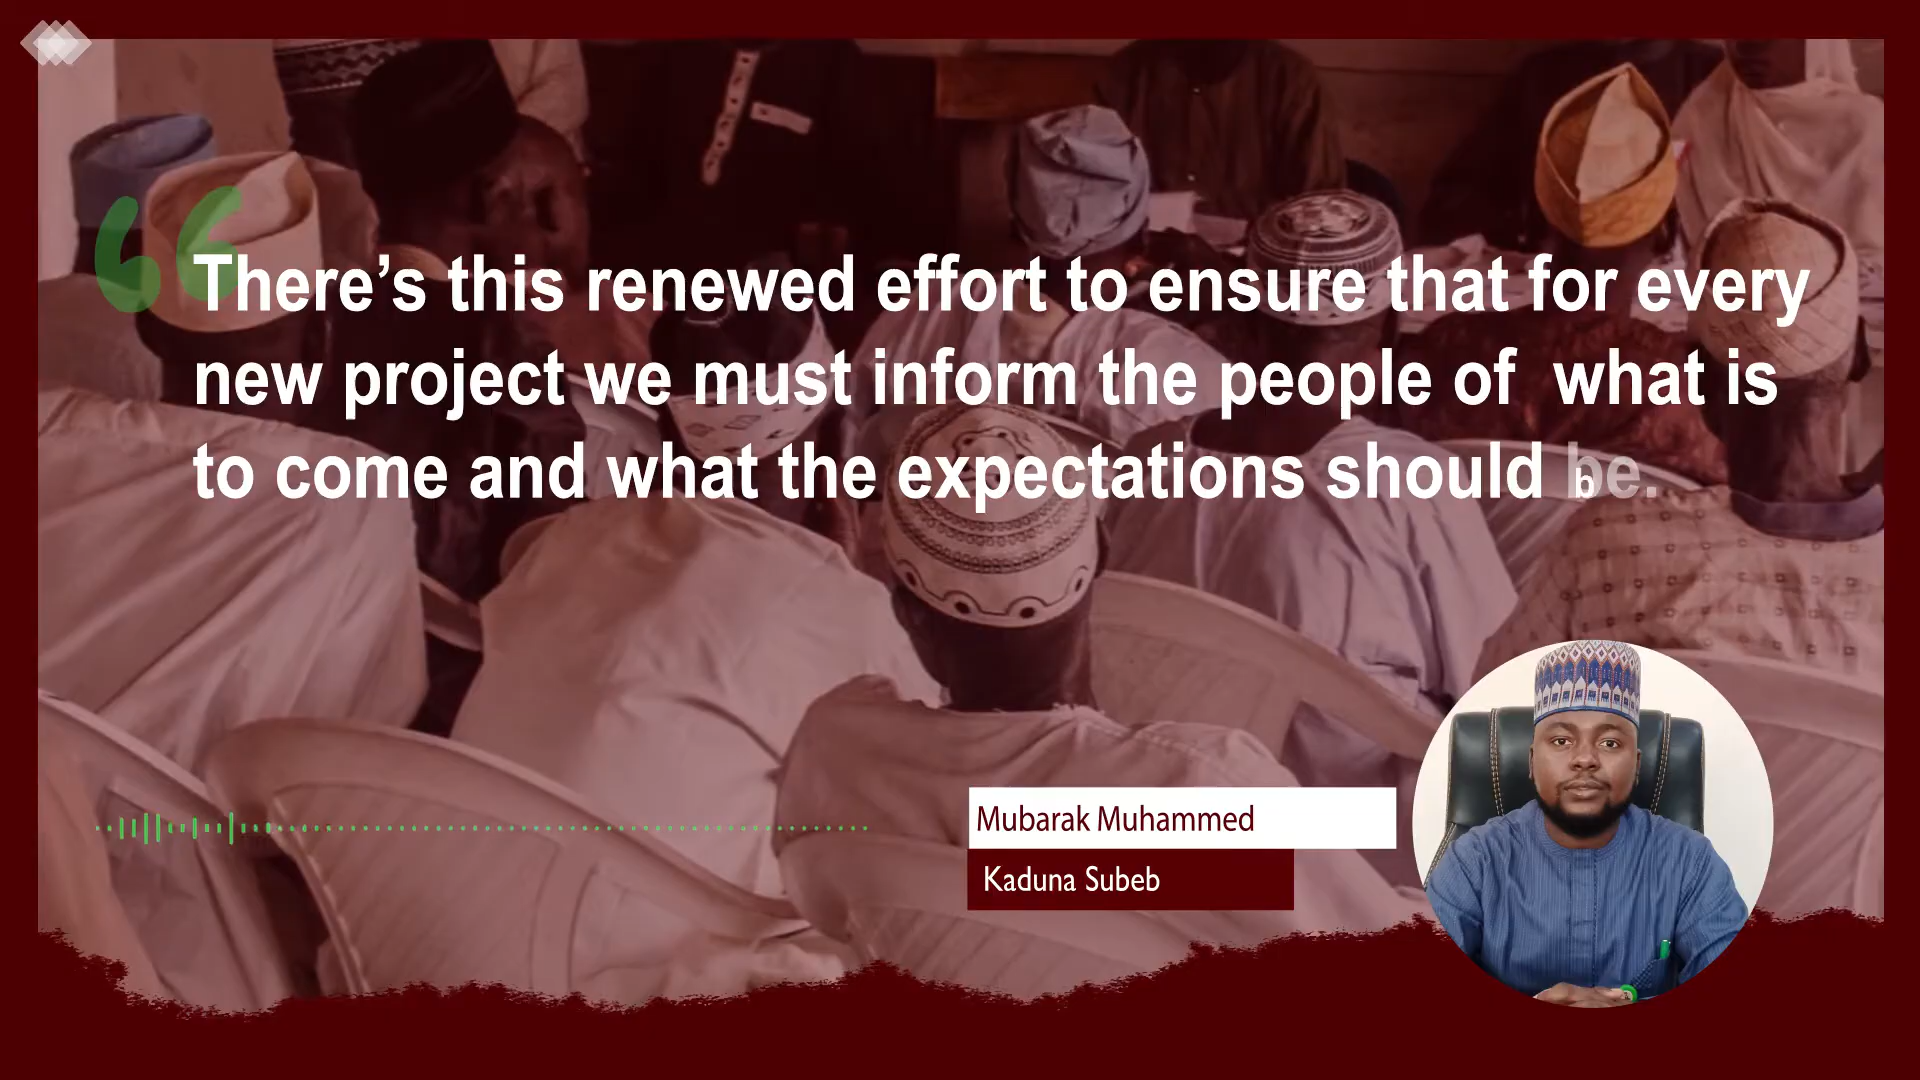 There’s this renewed effort to ensure that for every
new project we must inform the people of what is
to come and what the expectations should be.
Mubarak Muhammed
Kaduna Subeb